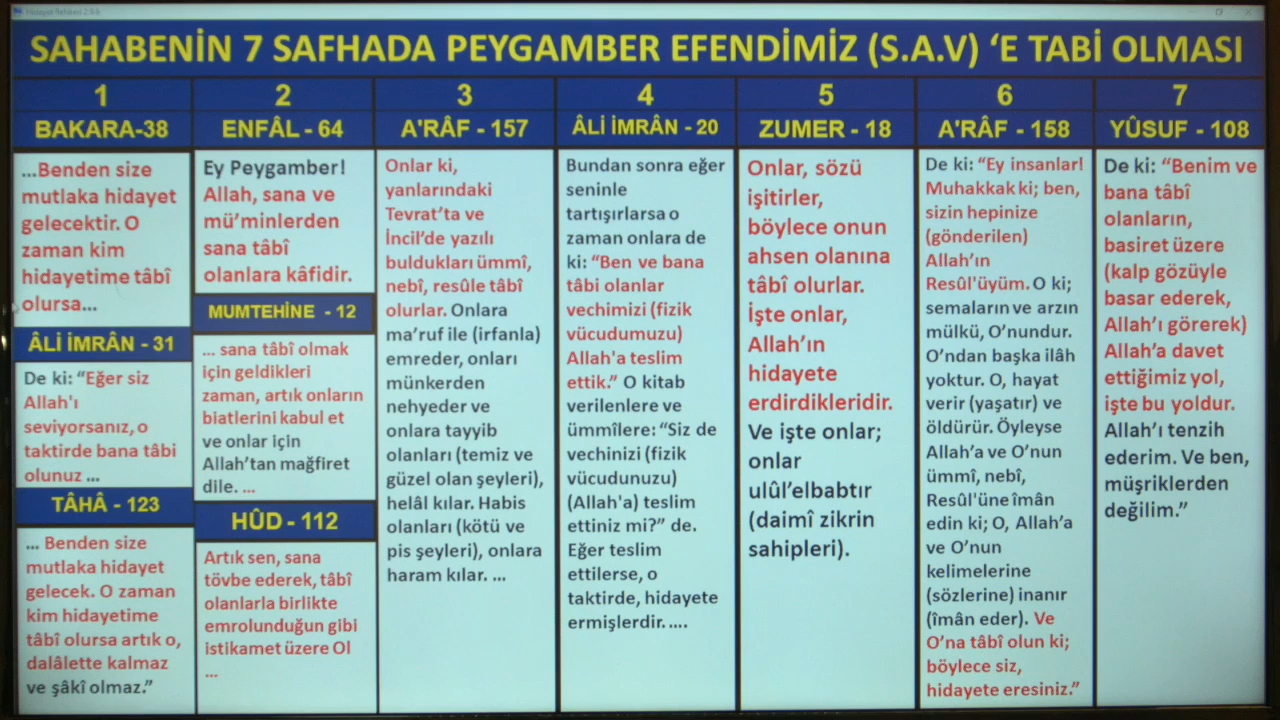 Hidayet Rehberi 2.9.4
SAHABENİN 7 SAFHADA PEYGAMBER EFENDİMİZ (S.A.V) ‘E TABİ OLMASI
1
BAKARA-38
...Benden size
mutlaka hidayet
gelecektir. O
zaman kim
hidayetime tâbî
olursa...
ÂLİ İMRÂN - 31
De ki: “Eğer siz
Allah'ı
seviyorsanız, o
taktirde bana tâbi
olunuz ...
TÂHÂ - 123
... Benden size
mutlaka hidayet
gelecek. O zaman
kim hidayetime
tâbî olursa artık o,
dalâlette kalmaz
ve şâkî olmaz.”
2
ENFÂL - 64
Ey Peygamber!
Allah, sana ve
mü’minlerden
sana tâbî
olanlara kâfidir.
MUMTEHİNE - 12
... sana tâbî olmak
için geldikleri
zaman, artık onların
biatlerini kabul et
ve onlar için
Allah’tan mağfiret
dile. ...
HÛD - 112
Artık sen, sana
tövbe ederek, tâbî
olanlarla birlikte
emrolunduğun gibi
istikamet üzere Ol
...
3
A'RÂF - 157
Onlar ki,
yanlarındaki
Tevrat’ta ve
İncil’de yazılı
buldukları ümmî,
nebî, resûle tâbî
olurlar. Onlara
ma’ruf ile (irfanla)
emreder, onları
münkerden
nehyeder ve
onlara tayyib
olanları (temiz ve
güzel olan şeyleri),
helâl kılar. Habis
olanları (kötü ve
pis şeyleri), onlara
haram kılar. ...
4
ÂLİ İMRÂN - 20
Bundan sonra eğer
seninle
tartışırlarsa o
zaman onlara de
ki: “Ben ve bana
tâbi olanlar
vechimizi (fizik
vücudumuzu)
Allah'a teslim
ettik.” O kitab
verilenlere ve
ümmîlere: “Siz de
vechinizi (fizik
vücudunuzu)
(Allah'a) teslim
ettiniz mi?” de.
Eğer teslim
ettilerse, o
taktirde, hidayete
ermişlerdir. ....
5
ZUMER - 18
Onlar, sözü
işitirler,
böylece onun
ahsen olanına
tâbî olurlar.
İşte onlar,
Allah’ın
hidayete
erdirdikleridir.
Ve işte onlar;
onlar
ulûl’elbabtır
(daimî zikrin
sahipleri).
6
A'RÂF - 158
De ki: “Ey insanlar!
Muhakkak ki; ben,
sizin hepinize
(gönderilen)
Allah’ın
Resûl'üyüm. O ki;
semaların ve arzın
mülkü, O’nundur.
O’ndan başka ilâh
yoktur. O, hayat
verir (yaşatır) ve
öldürür. Öyleyse
Allah’a ve O’nun
ümmî, nebî,
Resûl'üne îmân
edin ki; O, Allah’a
ve O’nun
kelimelerine
(sözlerine) inanır
(îmân eder). Ve
O’na tâbî olun ki;
böylece siz,
hidayete eresiniz.”
7
YÛSUF - 108
De ki: “Benim ve
bana tâbî
olanların,
basiret üzere
(kalp gözüyle
basar ederek,
Allah’ı görerek)
Allah’a davet
ettiğimiz yol,
işte bu yoldur.
Allah’ı tenzih
ederim. Ve ben,
müşriklerden
değilim.”